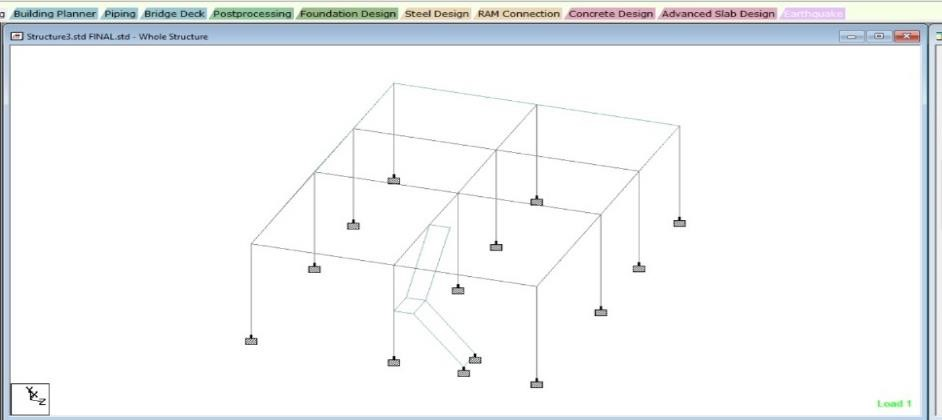 g Building Planner Piping Bridge Deck Postprocessing Foundation Design Steel Design RAM Connection Concrete Design Advanced Slab Design Earthquake
Structure3.std FINAL.std - Whole Structure
Y
X
Z
Load 1